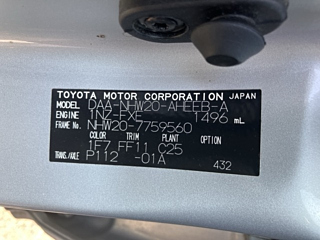 TOYOTA MOTOR CORPORATION JAPAN
MODEL DAA-NHW20-AHEEB-A
ENGINE 1NZ-FXE 1496 mL
FRAME No. NHW20-7759560
COLOR TRIM PLANT OPTION
1F7 FF11 C25
TRANS./AXLE P112 -01A
432